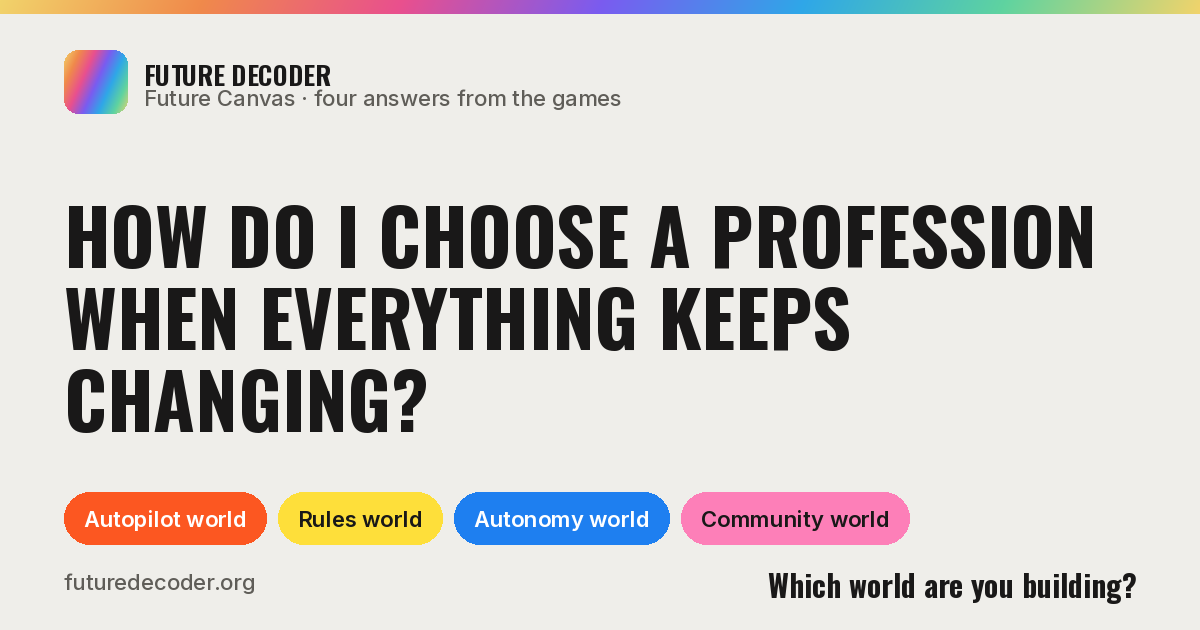 FUTURE DECODER
Future Canvas · four answers from the games
HOW DO I CHOOSE A PROFESSION
WHEN EVERYTHING KEEPS
CHANGING?
Autopilot world
Rules world
Autonomy world
Community world
futuredecoder.org
Which world are you building?